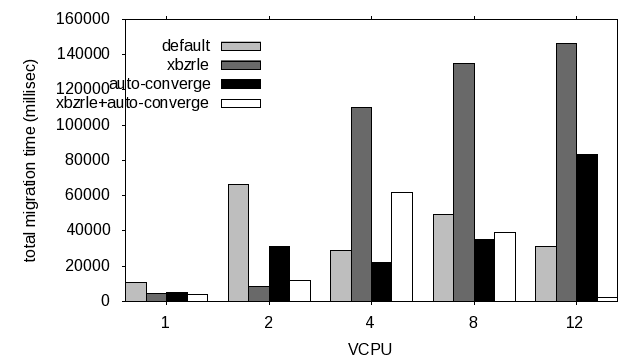 160000
140000
120000
100000
80000
60000
40000
20000
0
total migration time (millisec)
default
xbzrle
auto-converge
xbzrle+auto-converge
1 2 4 8 12
VCPU